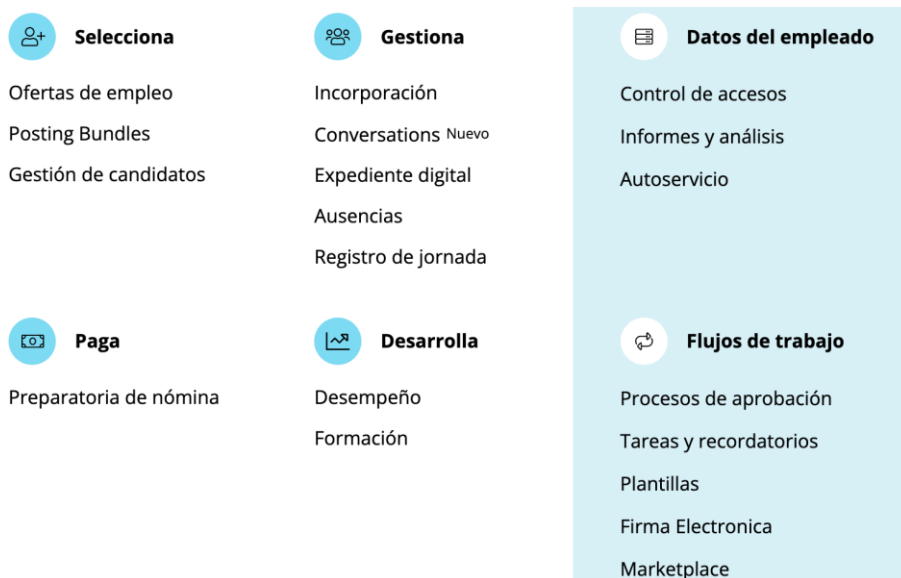 Selecciona
Ofertas de empleo
Posting Bundles
Gestión de candidatos
Gestiona
Incorporación
Conversations Nuevo
Expediente digital
Ausencias
Registro de jornada
Datos del empleado
Control de accesos
Informes y análisis
Autoservicio
Paga
Preparatoria de nómina
Desarrolla
Desempeño
Formación
Flujos de trabajo
Procesos de aprobación
Tareas y recordatorios
Plantillas
Firma Electronica
Marketplace